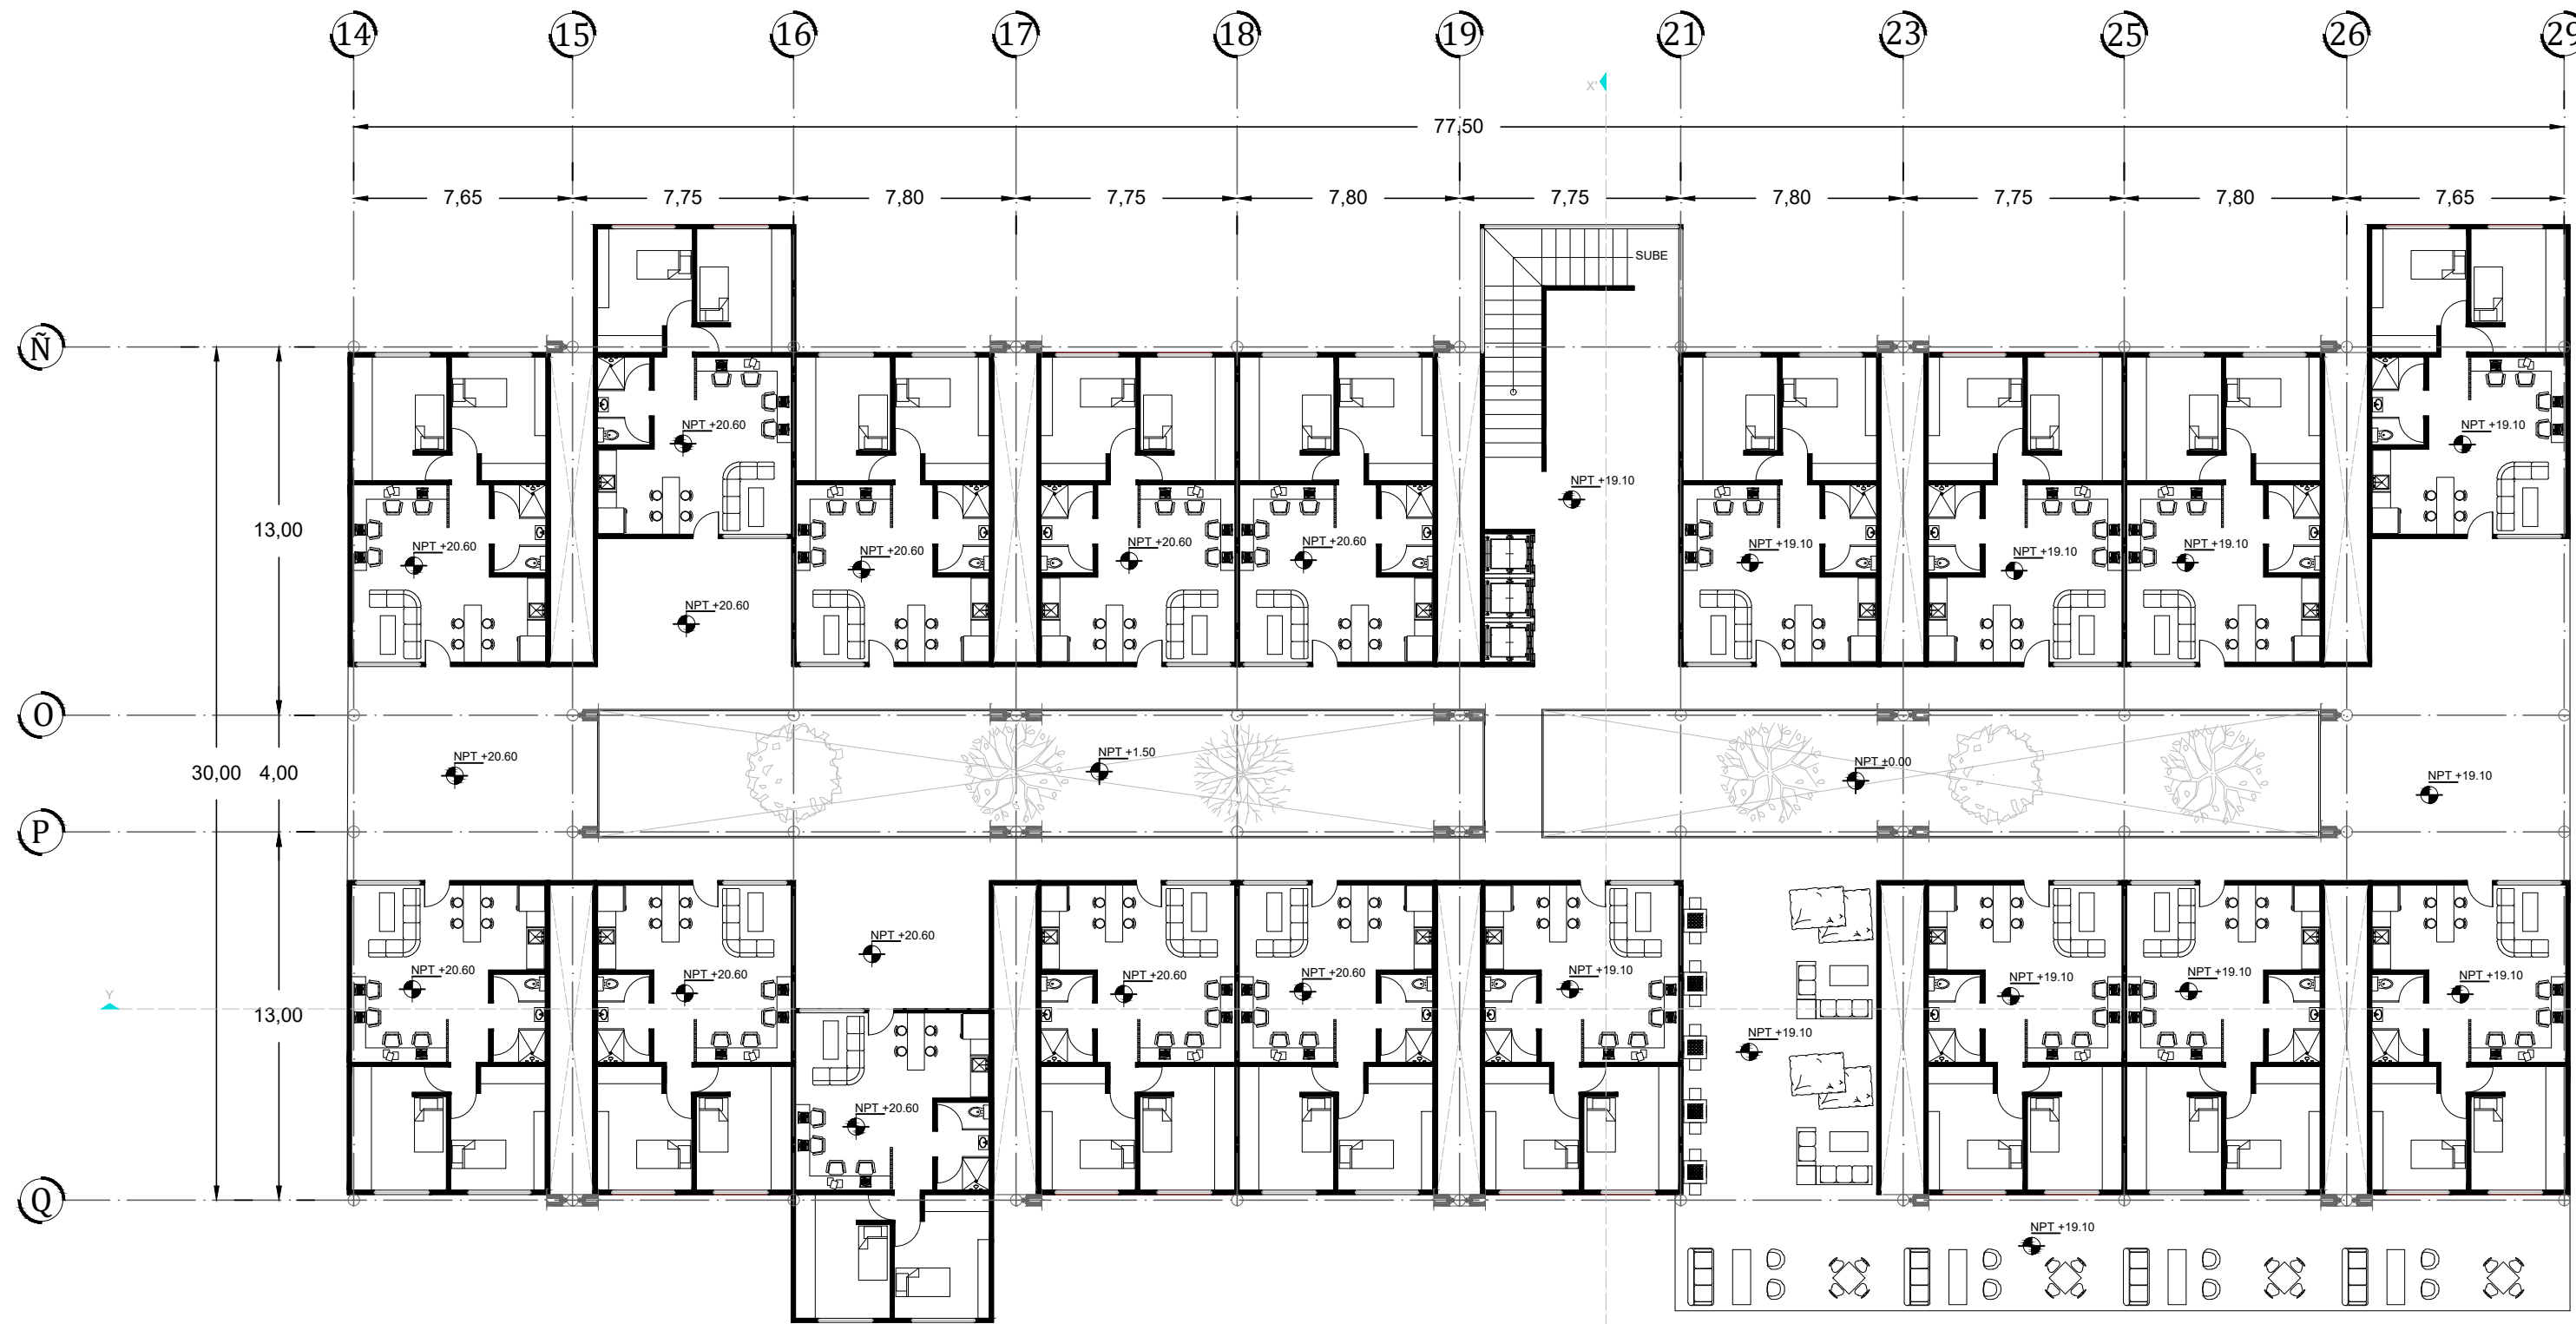 14 15 16 17 18 19 21 23 25 26 29
X'
77,50
7,65 7,75 7,80 7,75 7,80 7,75 7,80 7,75 7,80 7,65
SUBE
Ñ
NPT +20.60
NPT +19.10
NPT +19.10
13,00
NPT +20.60
NPT +20.60
NPT +20.60
NPT +20.60
NPT +19.10
NPT +19.10
NPT +19.10
NPT +20.60
O
NPT +20.60
NPT +1.50
NPT ±0.00
NPT +19.10
30,00 4,00
P
NPT +20.60
NPT +20.60
NPT +20.60
NPT +20.60
NPT +20.60
NPT +19.10
NPT +19.10
NPT +19.10
NPT +19.10
Y
13,00
NPT +19.10
NPT +20.60
Q
NPT +19.10